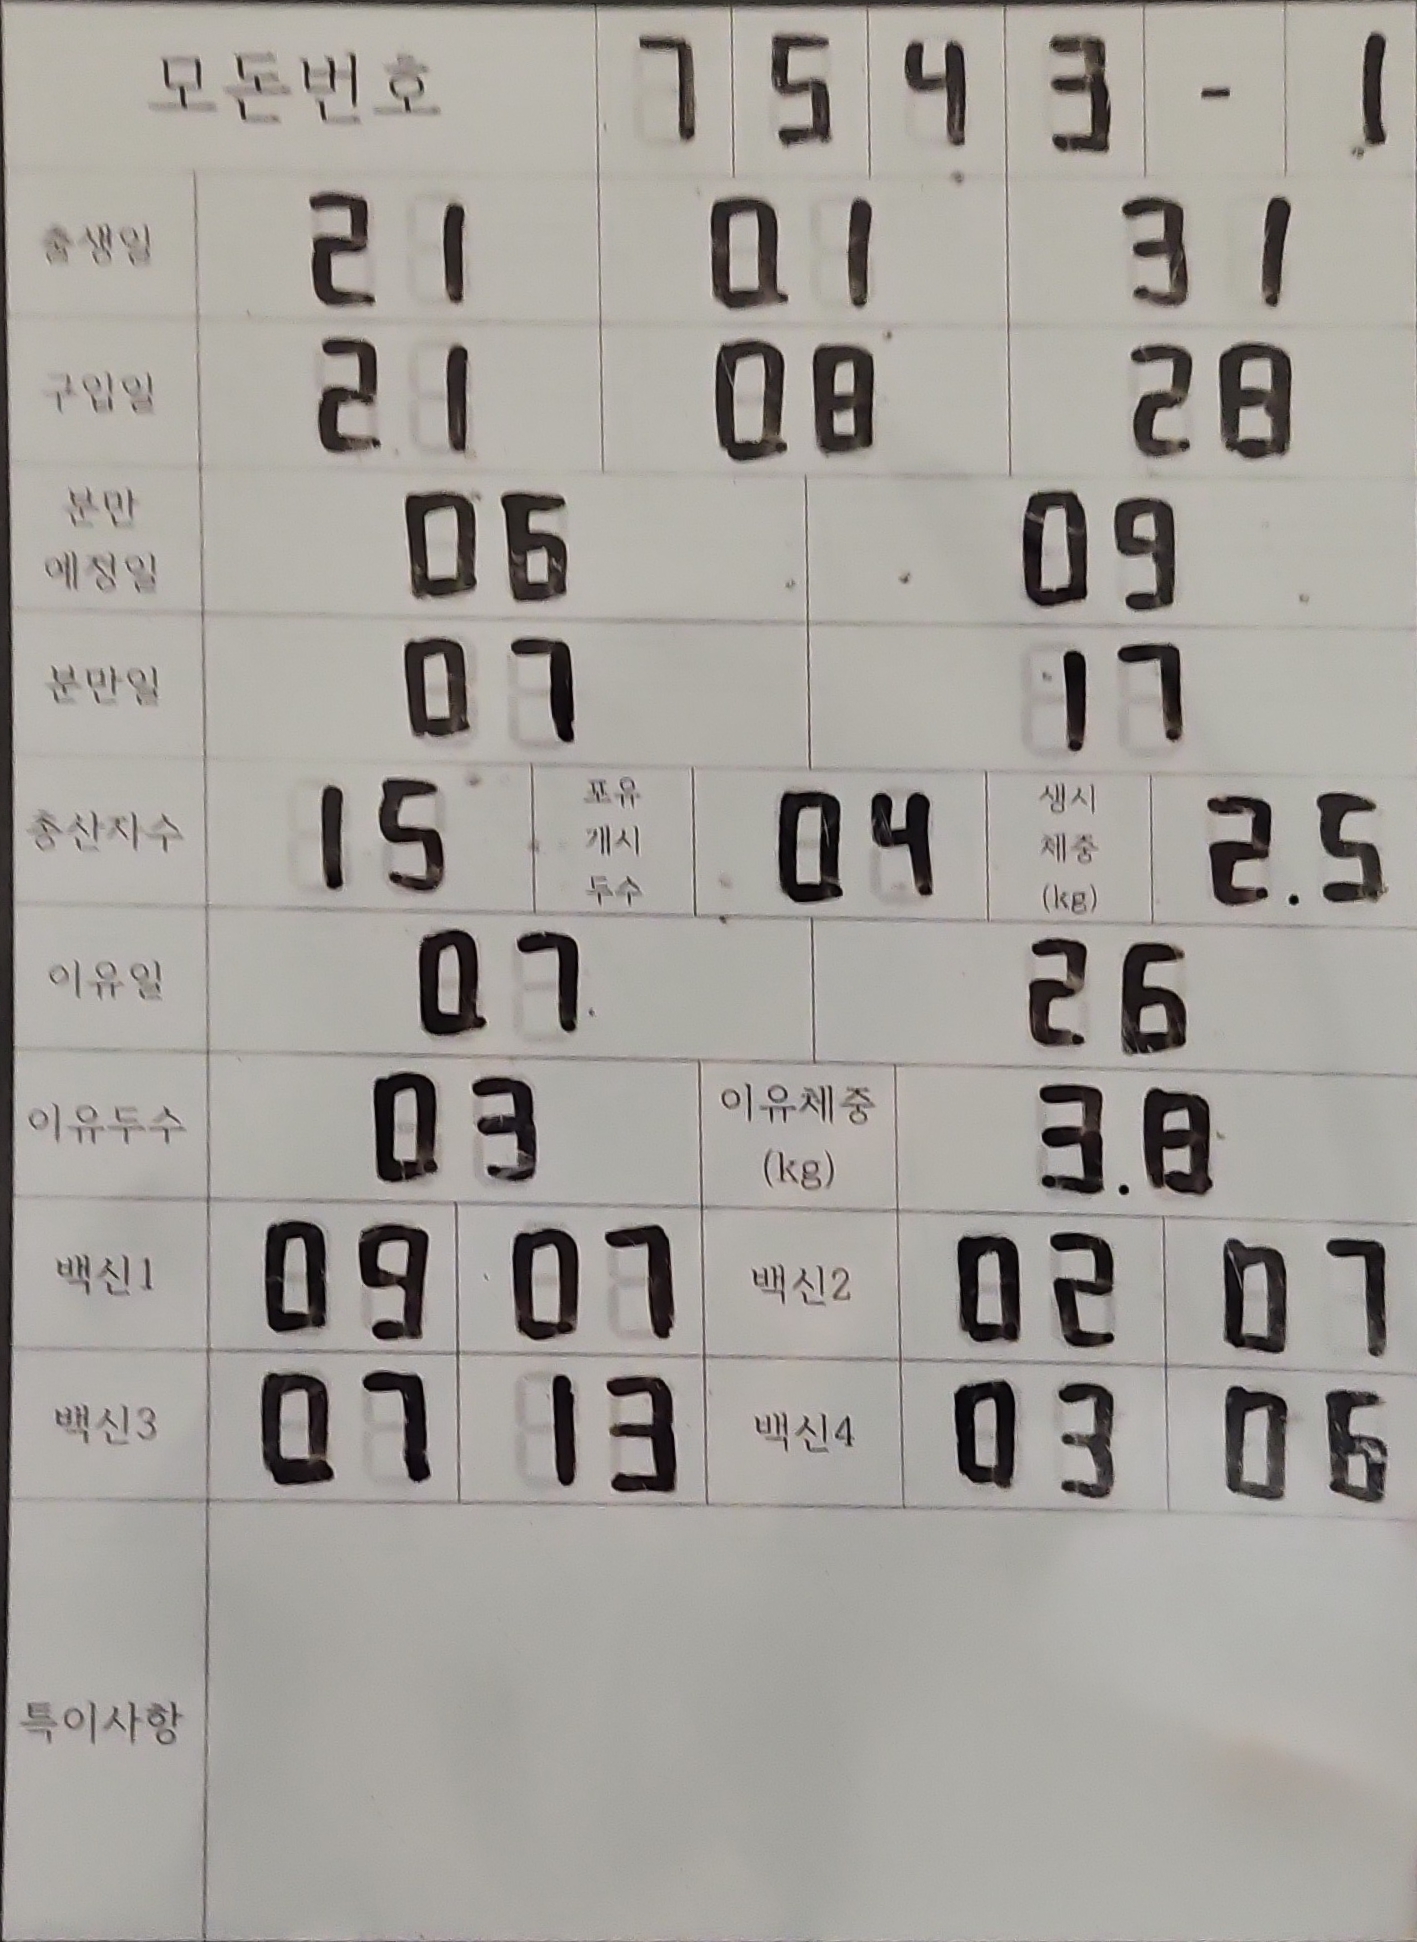 모돈번호 7 5 4 3 - 1
출생일 21 01 31
구입일 21 08 28
분만 예정일 06 09
분만일 07 17
총산자수 15 포유 개시 두수 04 생시 체중 (kg) 2.5
이유일 07 26
이유두수 03 이유체중 (kg) 3.8
백신1 09 07 백신2 02 07
백신3 07 13 백신4 03 06
특이사항